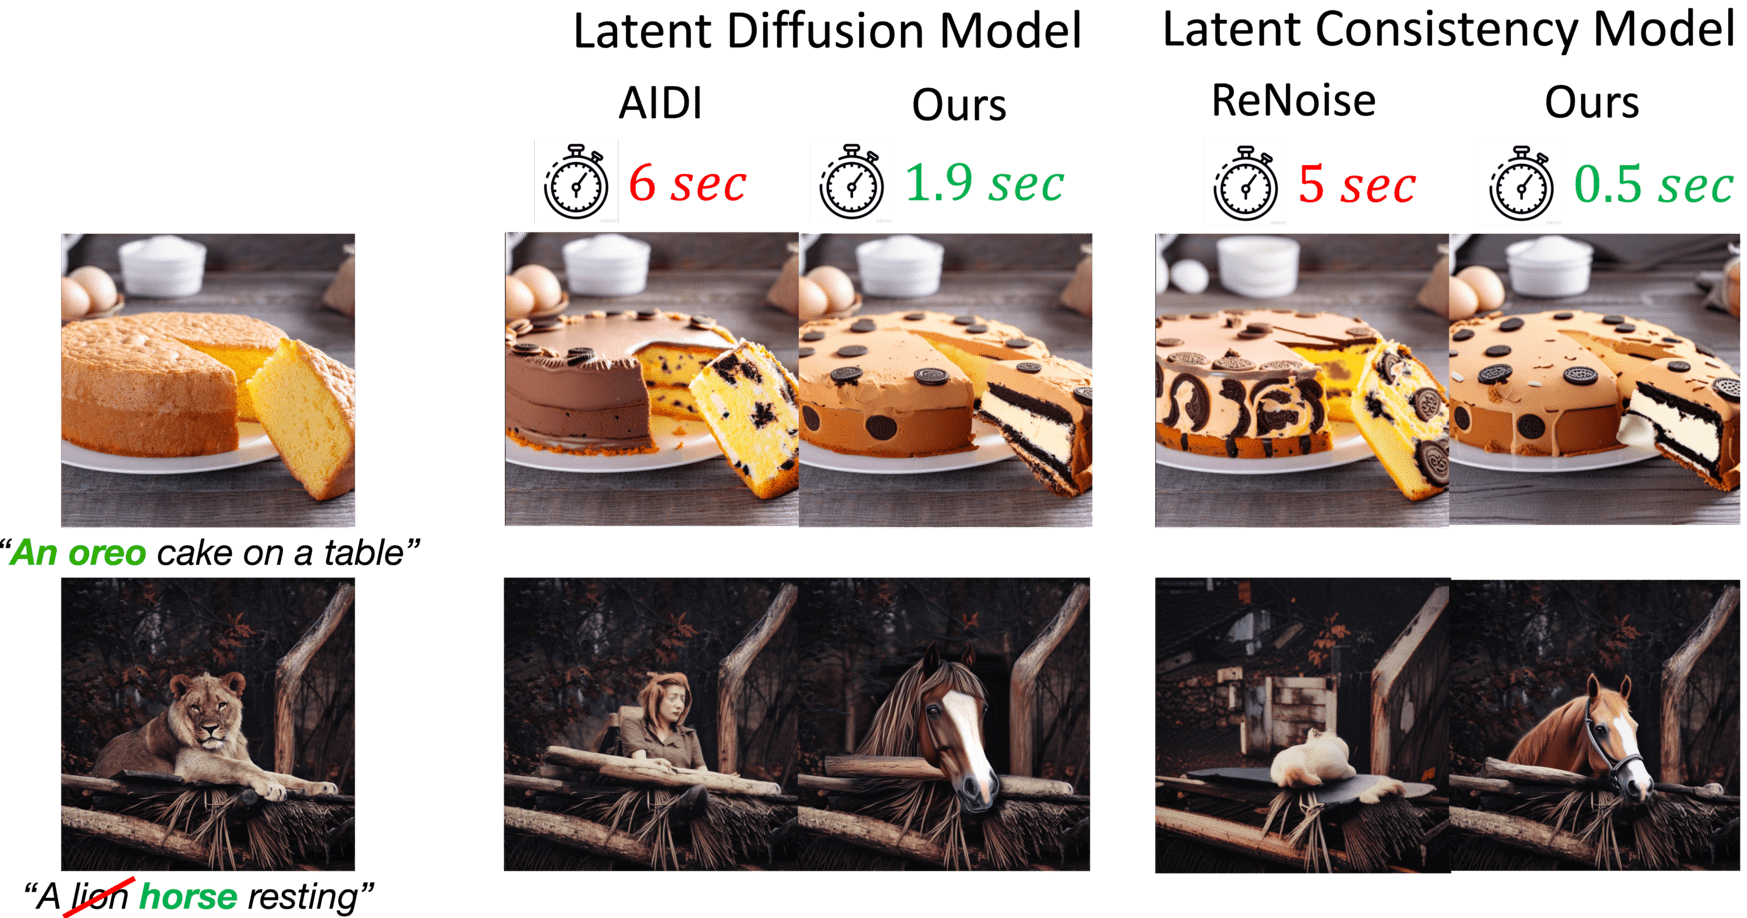 Latent Diffusion Model
Latent Consistency Model
AIDI
Ours
ReNoise
Ours
6 sec
1.9 sec
5 sec
0.5 sec
“An oreo cake on a table”
“A lion horse resting”